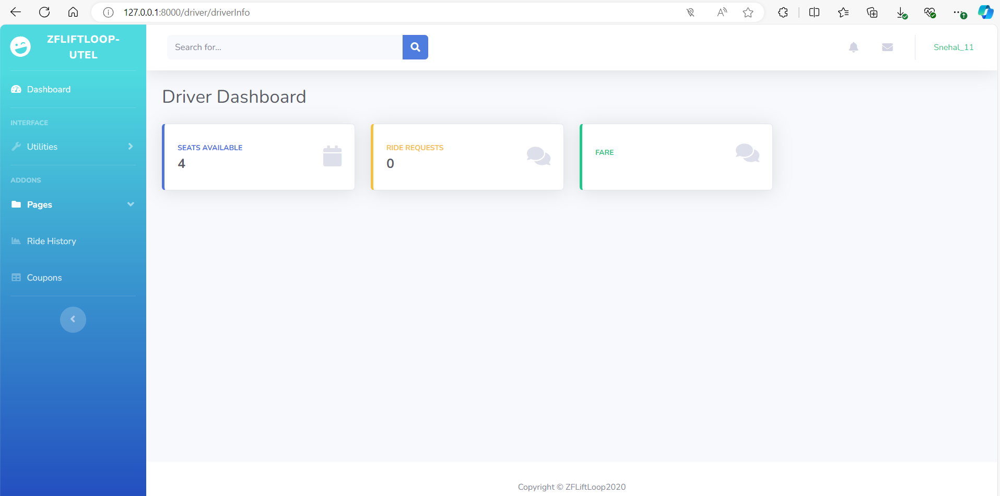 127.0.0.1:8000/driver/driverInfo
ZFLIFTLOOP-
UTEL
Search for...
Snehal_11
Dashboard
INTERFACE
Utilities
ADDONS
Pages
Ride History
Coupons
Driver Dashboard
SEATS AVAILABLE
4
RIDE REQUESTS
0
FARE
Copyright © ZFLiftLoop2020